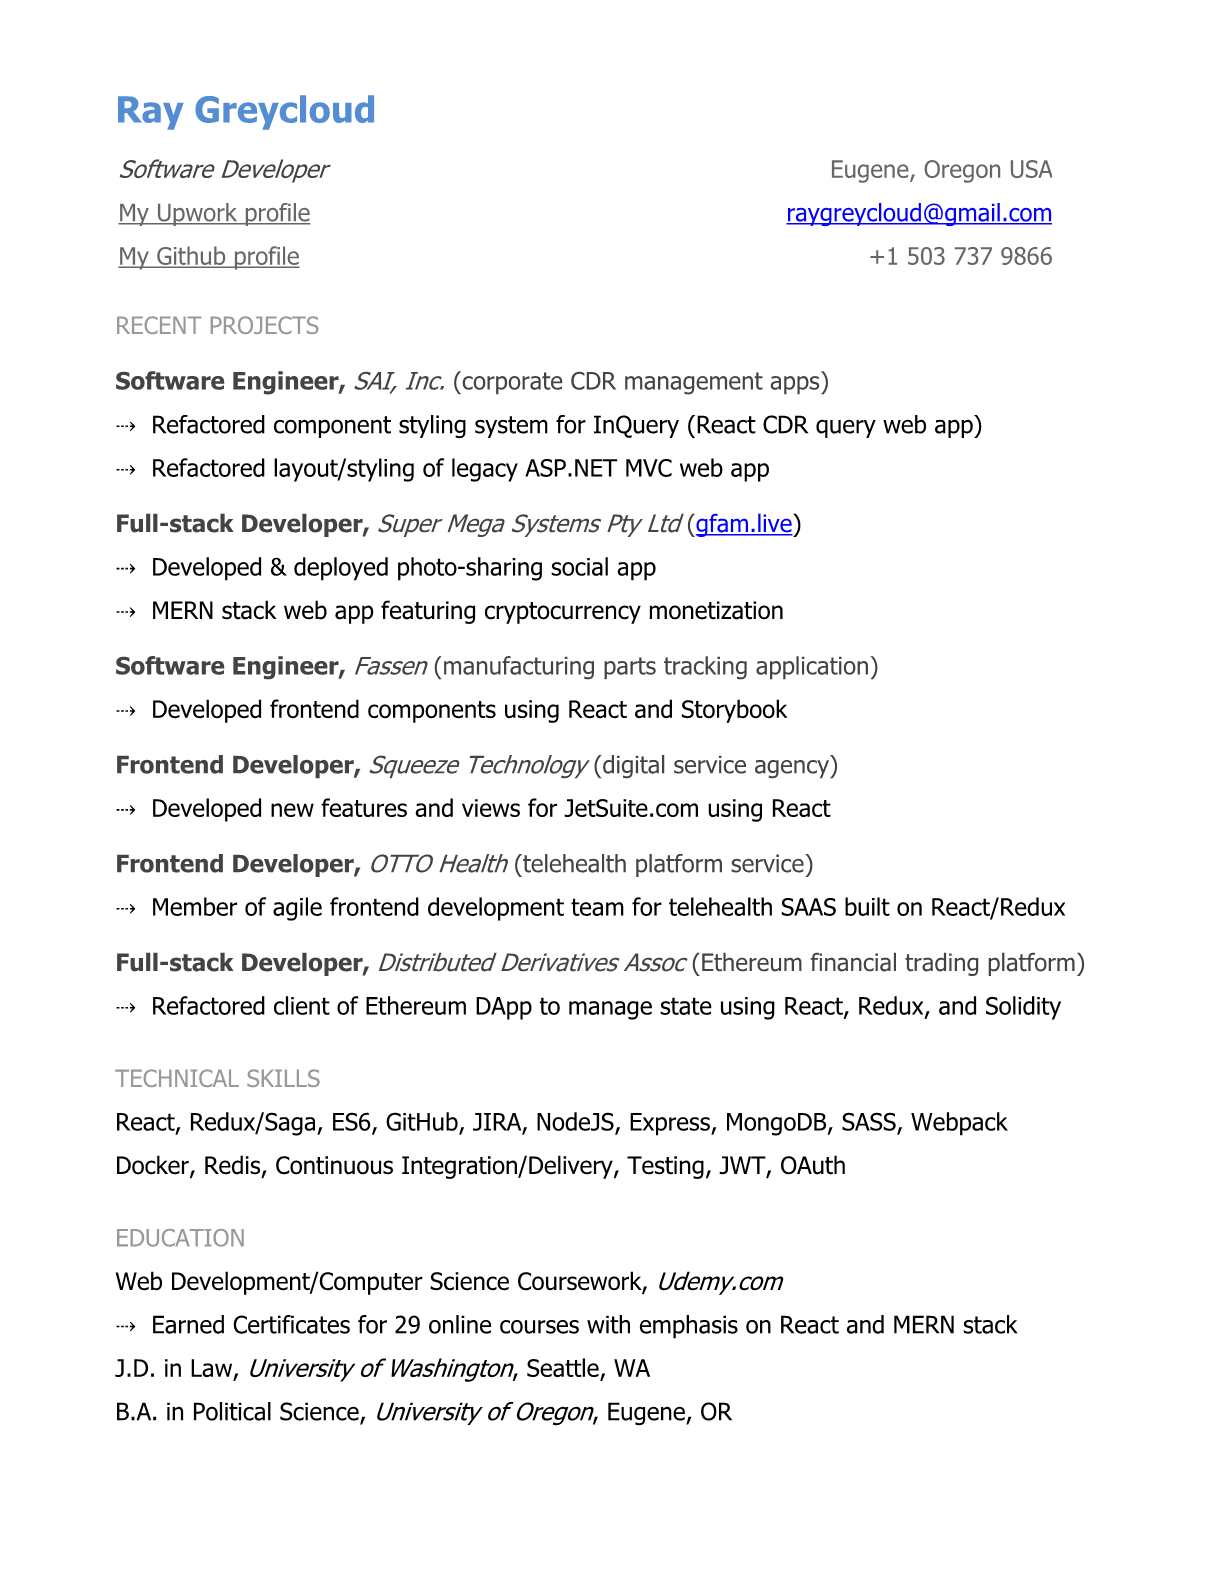 Ray Greycloud
Software Developer
Eugene, Oregon USA
My Upwork profile
raygreycloud@gmail.com
My Github profile
+1 503 737 9866
RECENT PROJECTS
Software Engineer, SAI, Inc. (corporate CDR management apps)
⤏ Refactored component styling system for InQuery (React CDR query web app)
⤏ Refactored layout/styling of legacy ASP.NET MVC web app
Full-stack Developer, Super Mega Systems Pty Ltd (gfam.live)
⤏ Developed & deployed photo-sharing social app
⤏ MERN stack web app featuring cryptocurrency monetization
Software Engineer, Fassen (manufacturing parts tracking application)
⤏ Developed frontend components using React and Storybook
Frontend Developer, Squeeze Technology (digital service agency)
⤏ Developed new features and views for JetSuite.com using React
Frontend Developer, OTTO Health (telehealth platform service)
⤏ Member of agile frontend development team for telehealth SAAS built on React/Redux
Full-stack Developer, Distributed Derivatives Assoc (Ethereum financial trading platform)
⤏ Refactored client of Ethereum DApp to manage state using React, Redux, and Solidity
TECHNICAL SKILLS
React, Redux/Saga, ES6, GitHub, JIRA, NodeJS, Express, MongoDB, SASS, Webpack
Docker, Redis, Continuous Integration/Delivery, Testing, JWT, OAuth
EDUCATION
Web Development/Computer Science Coursework, Udemy.com
⤏ Earned Certificates for 29 online courses with emphasis on React and MERN stack
J.D. in Law, University of Washington, Seattle, WA
B.A. in Political Science, University of Oregon, Eugene, OR